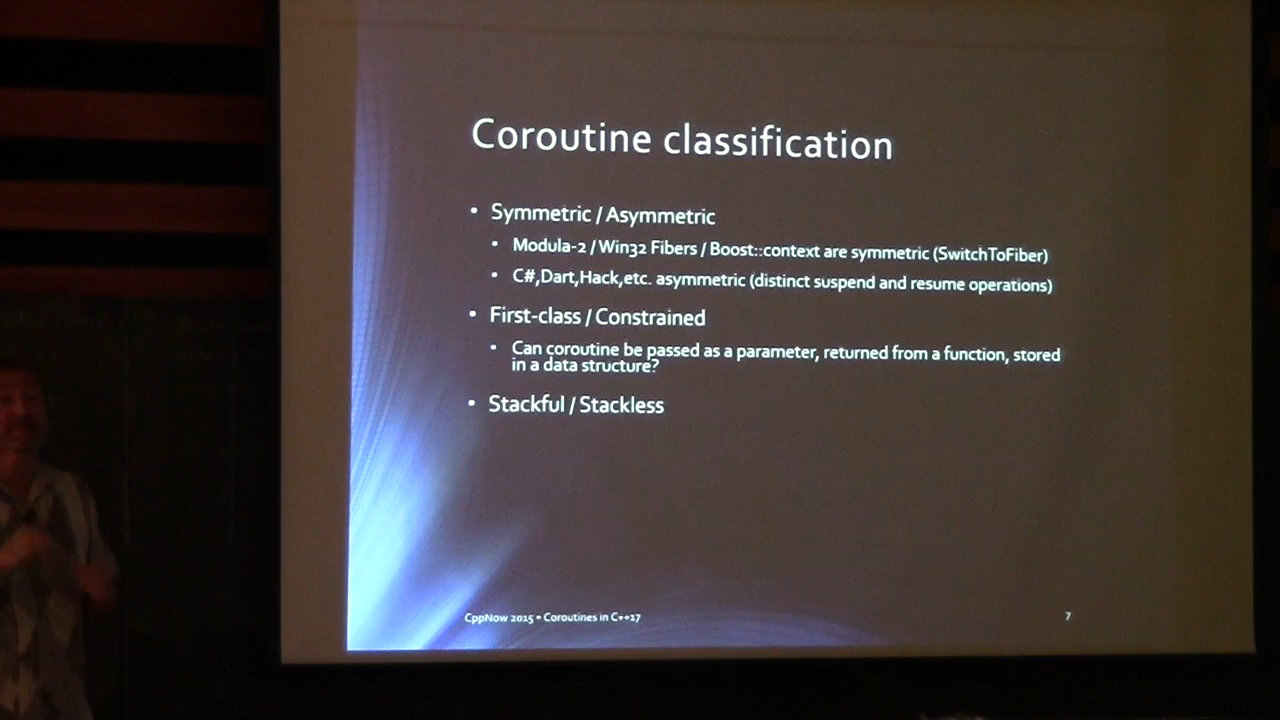 Coroutine classification
• Symmetric / Asymmetric
• Modula-2 / Win32 Fibers / Boost::context are symmetric (SwitchToFiber)
• C#,Dart,Hack,etc. asymmetric (distinct suspend and resume operations)
• First-class / Constrained
• Can coroutine be passed as a parameter, returned from a function, stored
in a data structure?
• Stackful / Stackless
CppNow 2015 • Coroutines in C++17
7